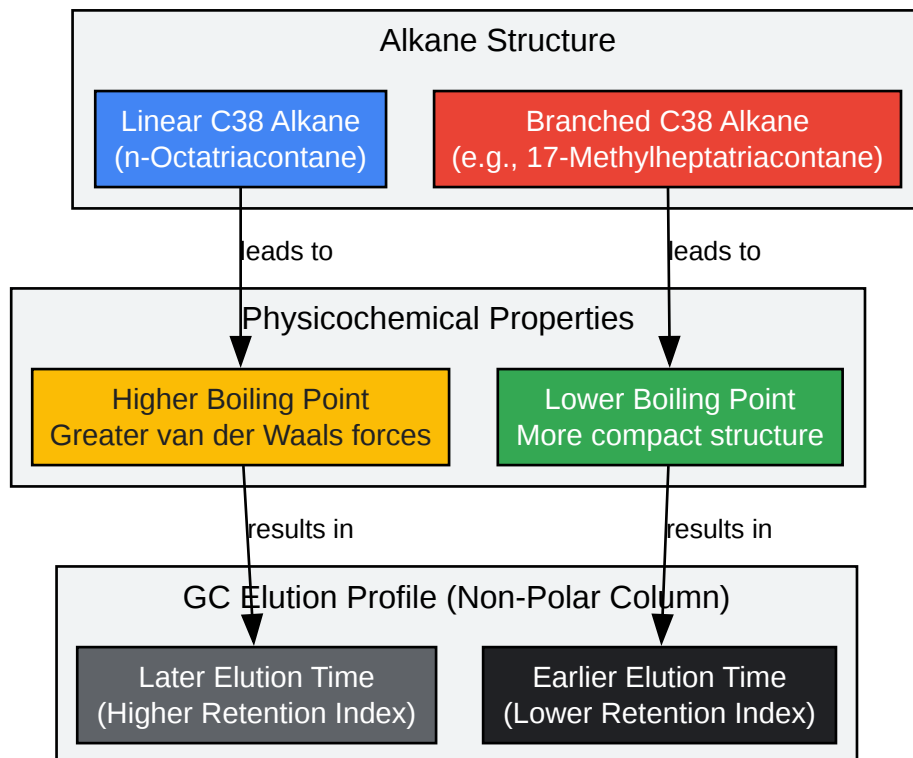 Alkane Structure
Linear C38 Alkane
(n-Octatriacontane)
Branched C38 Alkane
(e.g., 17-Methylheptatriacontane)
leads to
leads to
Physicochemical Properties
Higher Boiling Point
Greater van der Waals forces
Lower Boiling Point
More compact structure
results in
results in
GC Elution Profile (Non-Polar Column)
Later Elution Time
(Higher Retention Index)
Earlier Elution Time
(Lower Retention Index)